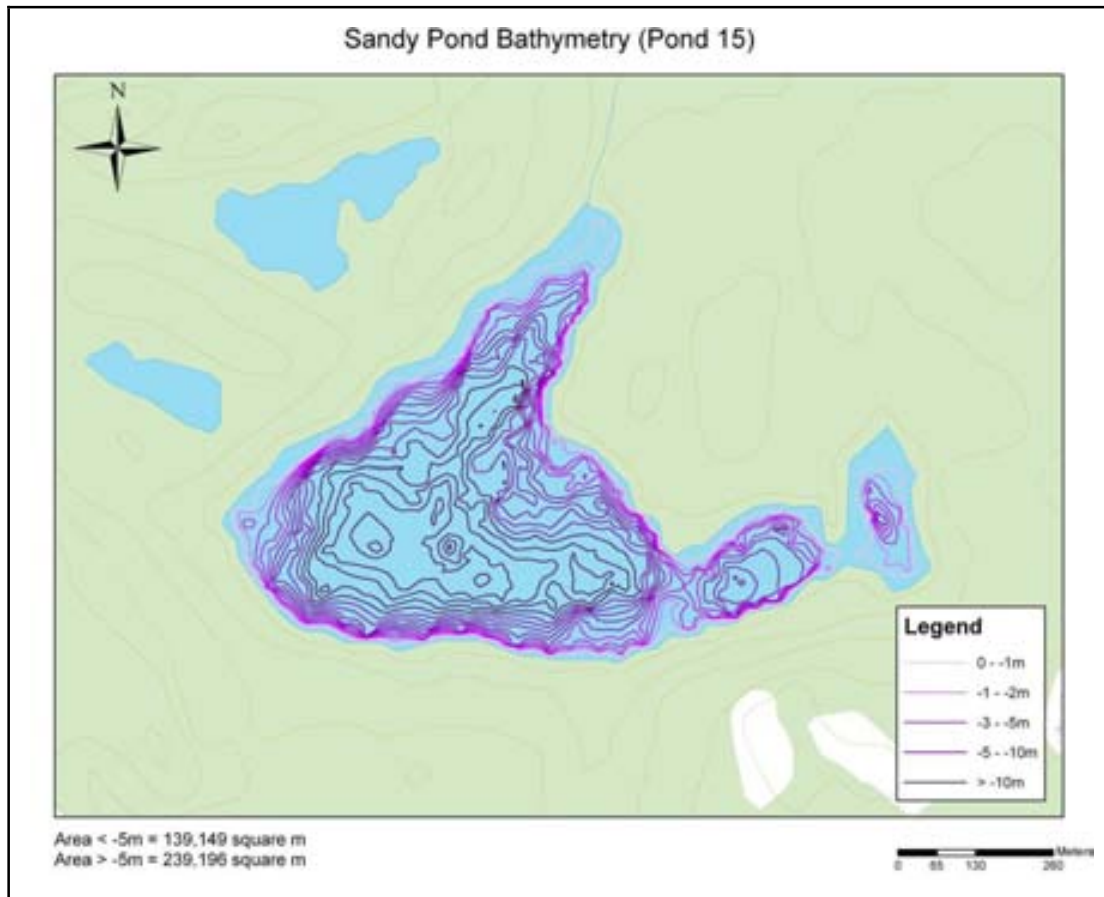 Sandy Pond Bathymetry (Pond 15)
N
Legend
0 - -1m
-1 - -2m
-3 - -5m
-5 - -10m
> -10m
Area < -5m = 139,149 square m
Area > -5m = 239,196 square m
Meters
0 65 130 260